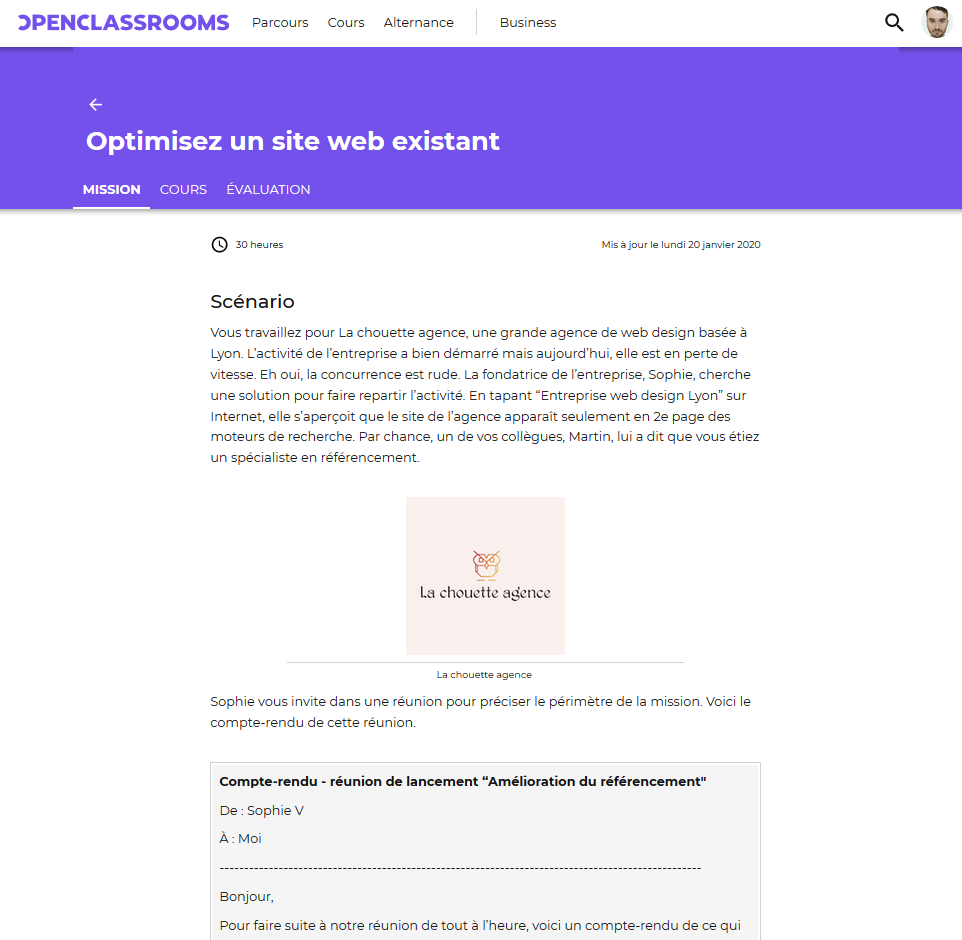 OPENCLASSROOMS Parcours Cours Alternance Business
Optimisez un site web existant
MISSION COURS ÉVALUATION
30 heures Mis à jour le lundi 20 janvier 2020
Scénario
Vous travaillez pour La chouette agence, une grande agence de web design basée à
Lyon. L’activité de l’entreprise a bien démarré mais aujourd’hui, elle est en perte de
vitesse. Eh oui, la concurrence est rude. La fondatrice de l’entreprise, Sophie, cherche
une solution pour faire repartir l’activité. En tapant “Entreprise web design Lyon” sur
Internet, elle s’aperçoit que le site de l’agence apparaît seulement en 2e page des
moteurs de recherche. Par chance, un de vos collègues, Martin, lui a dit que vous étiez
un spécialiste en référencement.
La chouette agence
La chouette agence
Sophie vous invite dans une réunion pour préciser le périmètre de la mission. Voici le
compte-rendu de cette réunion.
Compte-rendu - réunion de lancement “Amélioration du référencement"
De : Sophie V
À : Moi
------------------------------------------------------------------------------------------------
Bonjour,
Pour faire suite à notre réunion de tout à l’heure, voici un compte-rendu de ce qui